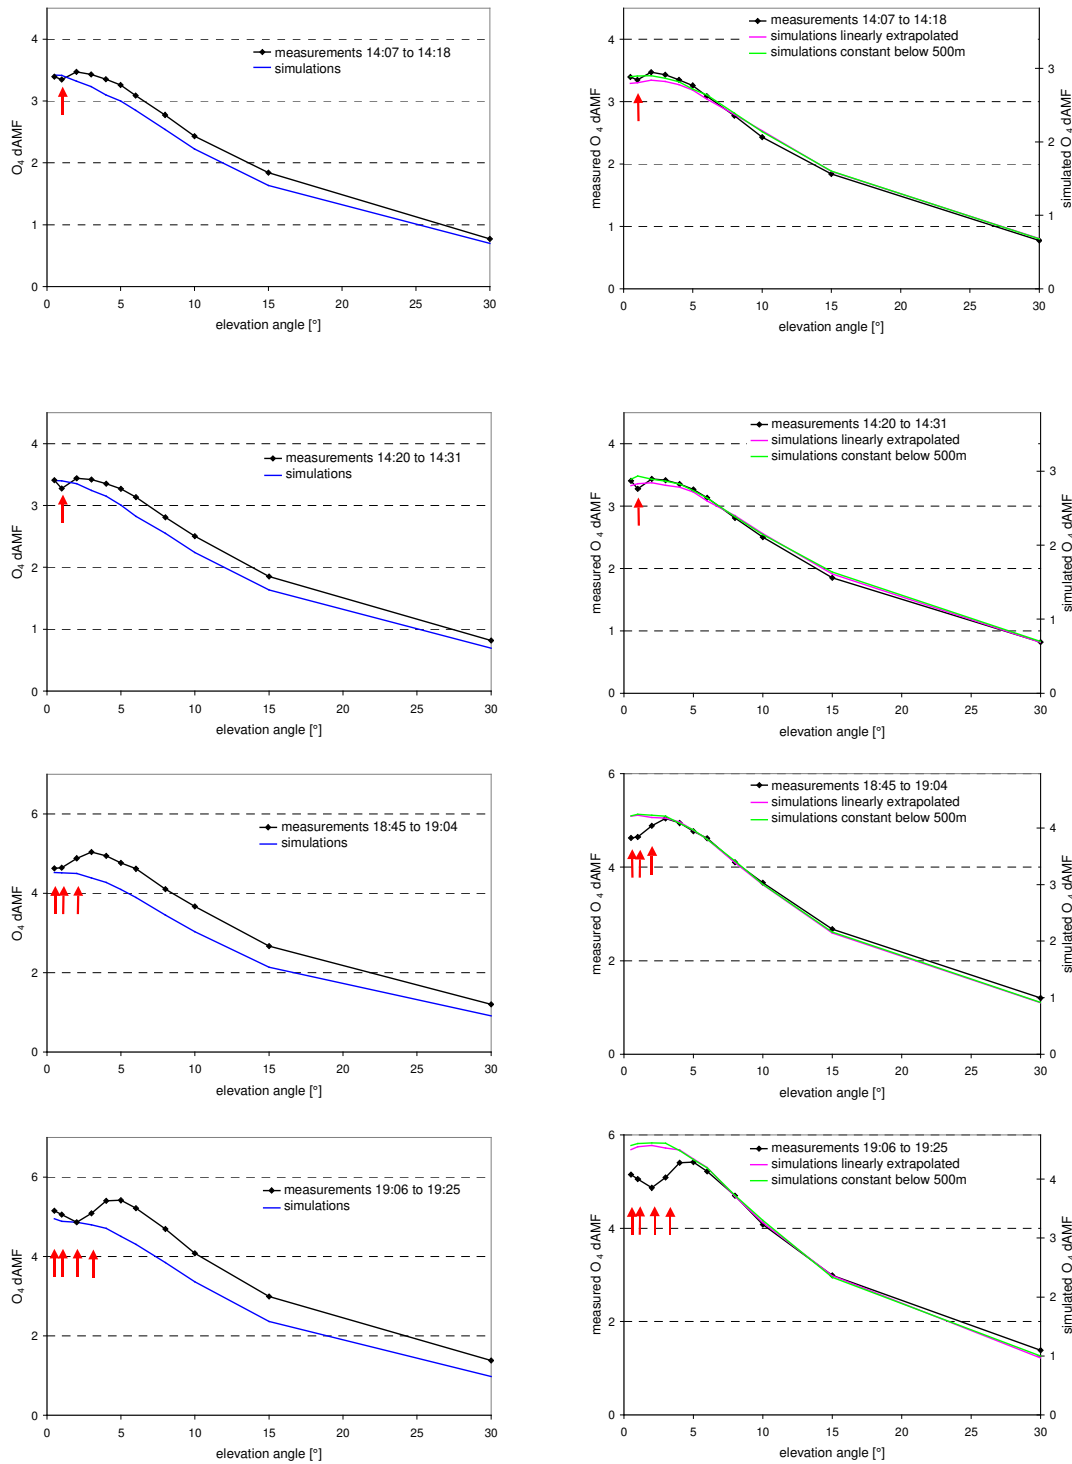 4
3
2
1
0
O4 dAMF
measurements 14:07 to 14:18
simulations
0 5 10 15 20 25 30
elevation angle [°]
4
3
2
1
0
measured O4 dAMF
measurements 14:07 to 14:18
simulations linearly extrapolated
simulations constant below 500m
3
2
1
0
simulated O4 dAMF
0 5 10 15 20 25 30
elevation angle [°]
4
3
2
1
0
O4 dAMF
measurements 14:20 to 14:31
simulations
0 5 10 15 20 25 30
elevation angle [°]
4
3
2
1
0
measured O4 dAMF
measurements 14:20 to 14:31
simulations linearly extrapolated
simulations constant below 500m
3
2
1
0
simulated O4 dAMF
0 5 10 15 20 25 30
elevation angle [°]
6
4
2
0
O4 dAMF
measurements 18:45 to 19:04
simulations
0 5 10 15 20 25 30
elevation angle [°]
6
4
2
0
measured O4 dAMF
measurements 18:45 to 19:04
simulations linearly extrapolated
simulations constant below 500m
4
3
2
1
0
simulated O4 dAMF
0 5 10 15 20 25 30
elevation angle [°]
6
4
2
0
O4 dAMF
measurements 19:06 to 19:25
simulations
0 5 10 15 20 25 30
elevation angle [°]
6
4
2
0
measured O4 dAMF
measurements 19:06 to 19:25
simulations linearly extrapolated
simulations constant below 500m
4
3
2
1
0
simulated O4 dAMF
0 5 10 15 20 25 30
elevation angle [°]